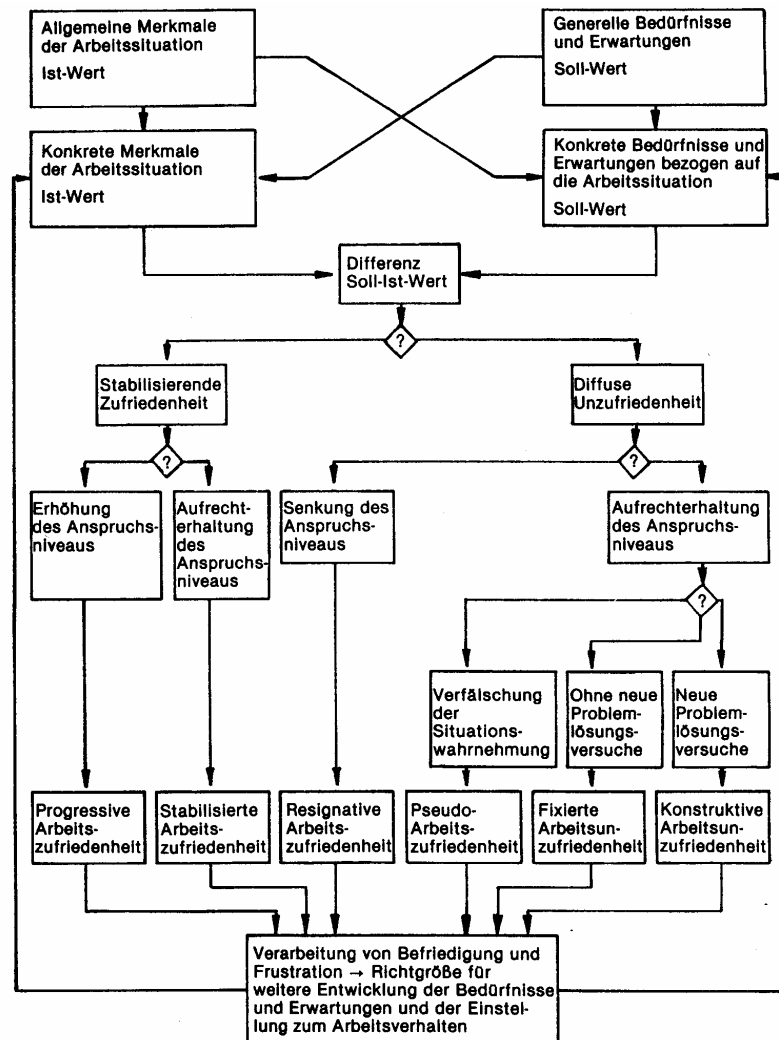 Allgemeine Merkmale
der Arbeitssituation
Ist-Wert
Generelle Bedürfnisse
und Erwartungen
Soll-Wert
Konkrete Merkmale
der Arbeitssituation
Ist-Wert
Konkrete Bedürfnisse und
Erwartungen bezogen auf
die Arbeitssituation
Soll-Wert
Differenz
Soll-Ist-Wert
?
Stabilisierende
Zufriedenheit
Diffuse
Unzufriedenheit
?
?
Erhöhung
des Anspruchs-
niveaus
Aufrecht-
erhaltung
des
Anspruchs-
niveaus
Senkung des
Anspruchs-
niveaus
Aufrechterhaltung
des Anspruchs-
niveaus
?
Verfälschung
der
Situations-
wahrnehmung
Ohne neue
Problem-
lösungs-
versuche
Neue
Problem-
lösungs-
versuche
Progressive
Arbeits-
zufriedenheit
Stabilisierte
Arbeits-
zufriedenheit
Resignative
Arbeits-
zufriedenheit
Pseudo-
Arbeits-
zufriedenheit
Fixierte
Arbeitsun-
zufriedenheit
Konstruktive
Arbeitsun-
zufriedenheit
Verarbeitung von Befriedigung und
Frustration → Richtgröße für
weitere Entwicklung der Bedürfnisse
und Erwartungen und der Einstel-
lung zum Arbeitsverhalten